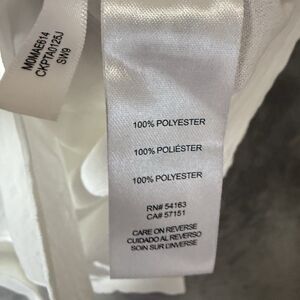 M0MAE614
CKPTA0125J
SW9
100% POLYESTER
100% POLIÉSTER
100% POLYESTER
RN# 54163
CA# 57151
CARE ON REVERSE
CUIDADO AL REVERSO
SOIN SUR L'INVERSE